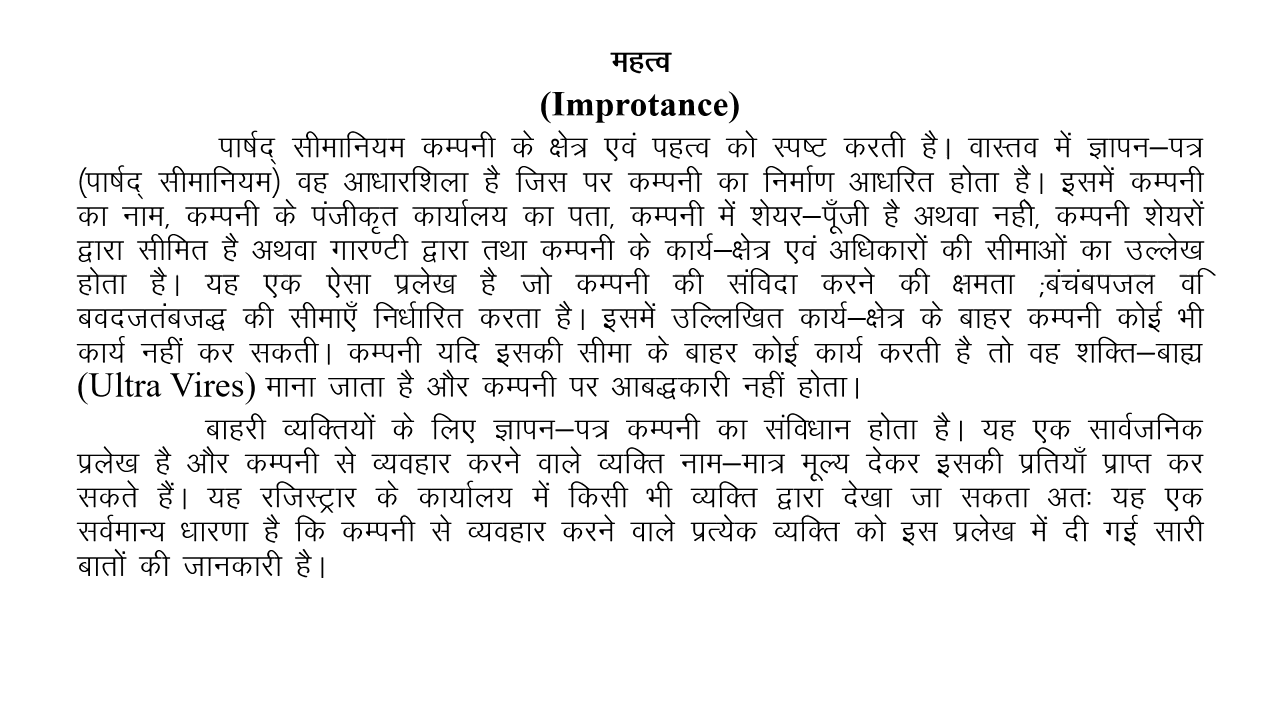 महत्व
(Improtance)
पार्षद् सीमानियम कम्पनी के क्षेत्र एवं पहत्व को स्पष्ट करती है। वास्तव में ज्ञापन–पत्र
(पार्षद् सीमानियम) वह आधारशिला है जिस पर कम्पनी का निर्माण आधरित होता है। इसमें कम्पनी
का नाम, कम्पनी के पंजीकृत कार्यालय का पता, कम्पनी में शेयर–पूँजी है अथवा नहीे, कम्पनी शेयरों
द्वारा सीमित है अथवा गारण्टी द्वारा तथा कम्पनी के कार्य–क्षेत्र एवं अधिकारों की सीमाओं का उल्लेख
होता है। यह एक ऐसा प्रलेख है जो कम्पनी की संविदा करने की क्षमता ;बंचंबपजल वि
बवदजतंबजद्ध की सीमाएँ निर्धारित करता है। इसमें उल्लिखित कार्य–क्षेत्र के बाहर कम्पनी कोई भी
कार्य नहीं कर सकती। कम्पनी यदि इसकी सीमा के बाहर कोई कार्य करती है तो वह शक्ति–बाह्य
(Ultra Vires) माना जाता है और कम्पनी पर आबद्धकारी नहीं होता।
बाहरी व्यक्तियों के लिए ज्ञापन–पत्र कम्पनी का संविधान होता है। यह एक सार्वजनिक
प्रलेख है और कम्पनी से व्यवहार करने वाले व्यक्ति नाम–मात्र मूल्य देकर इसकी प्रतियाँ प्राप्त कर
सकते हैं। यह रजिस्ट्रार के कार्यालय में किसी भी व्यक्ति द्वारा देखा जा सकता अतः यह एक
सर्वमान्य धारणा है कि कम्पनी से व्यवहार करने वाले प्रत्येक व्यक्ति को इस प्रलेख में दी गई सारी
बातों की जानकारी है।